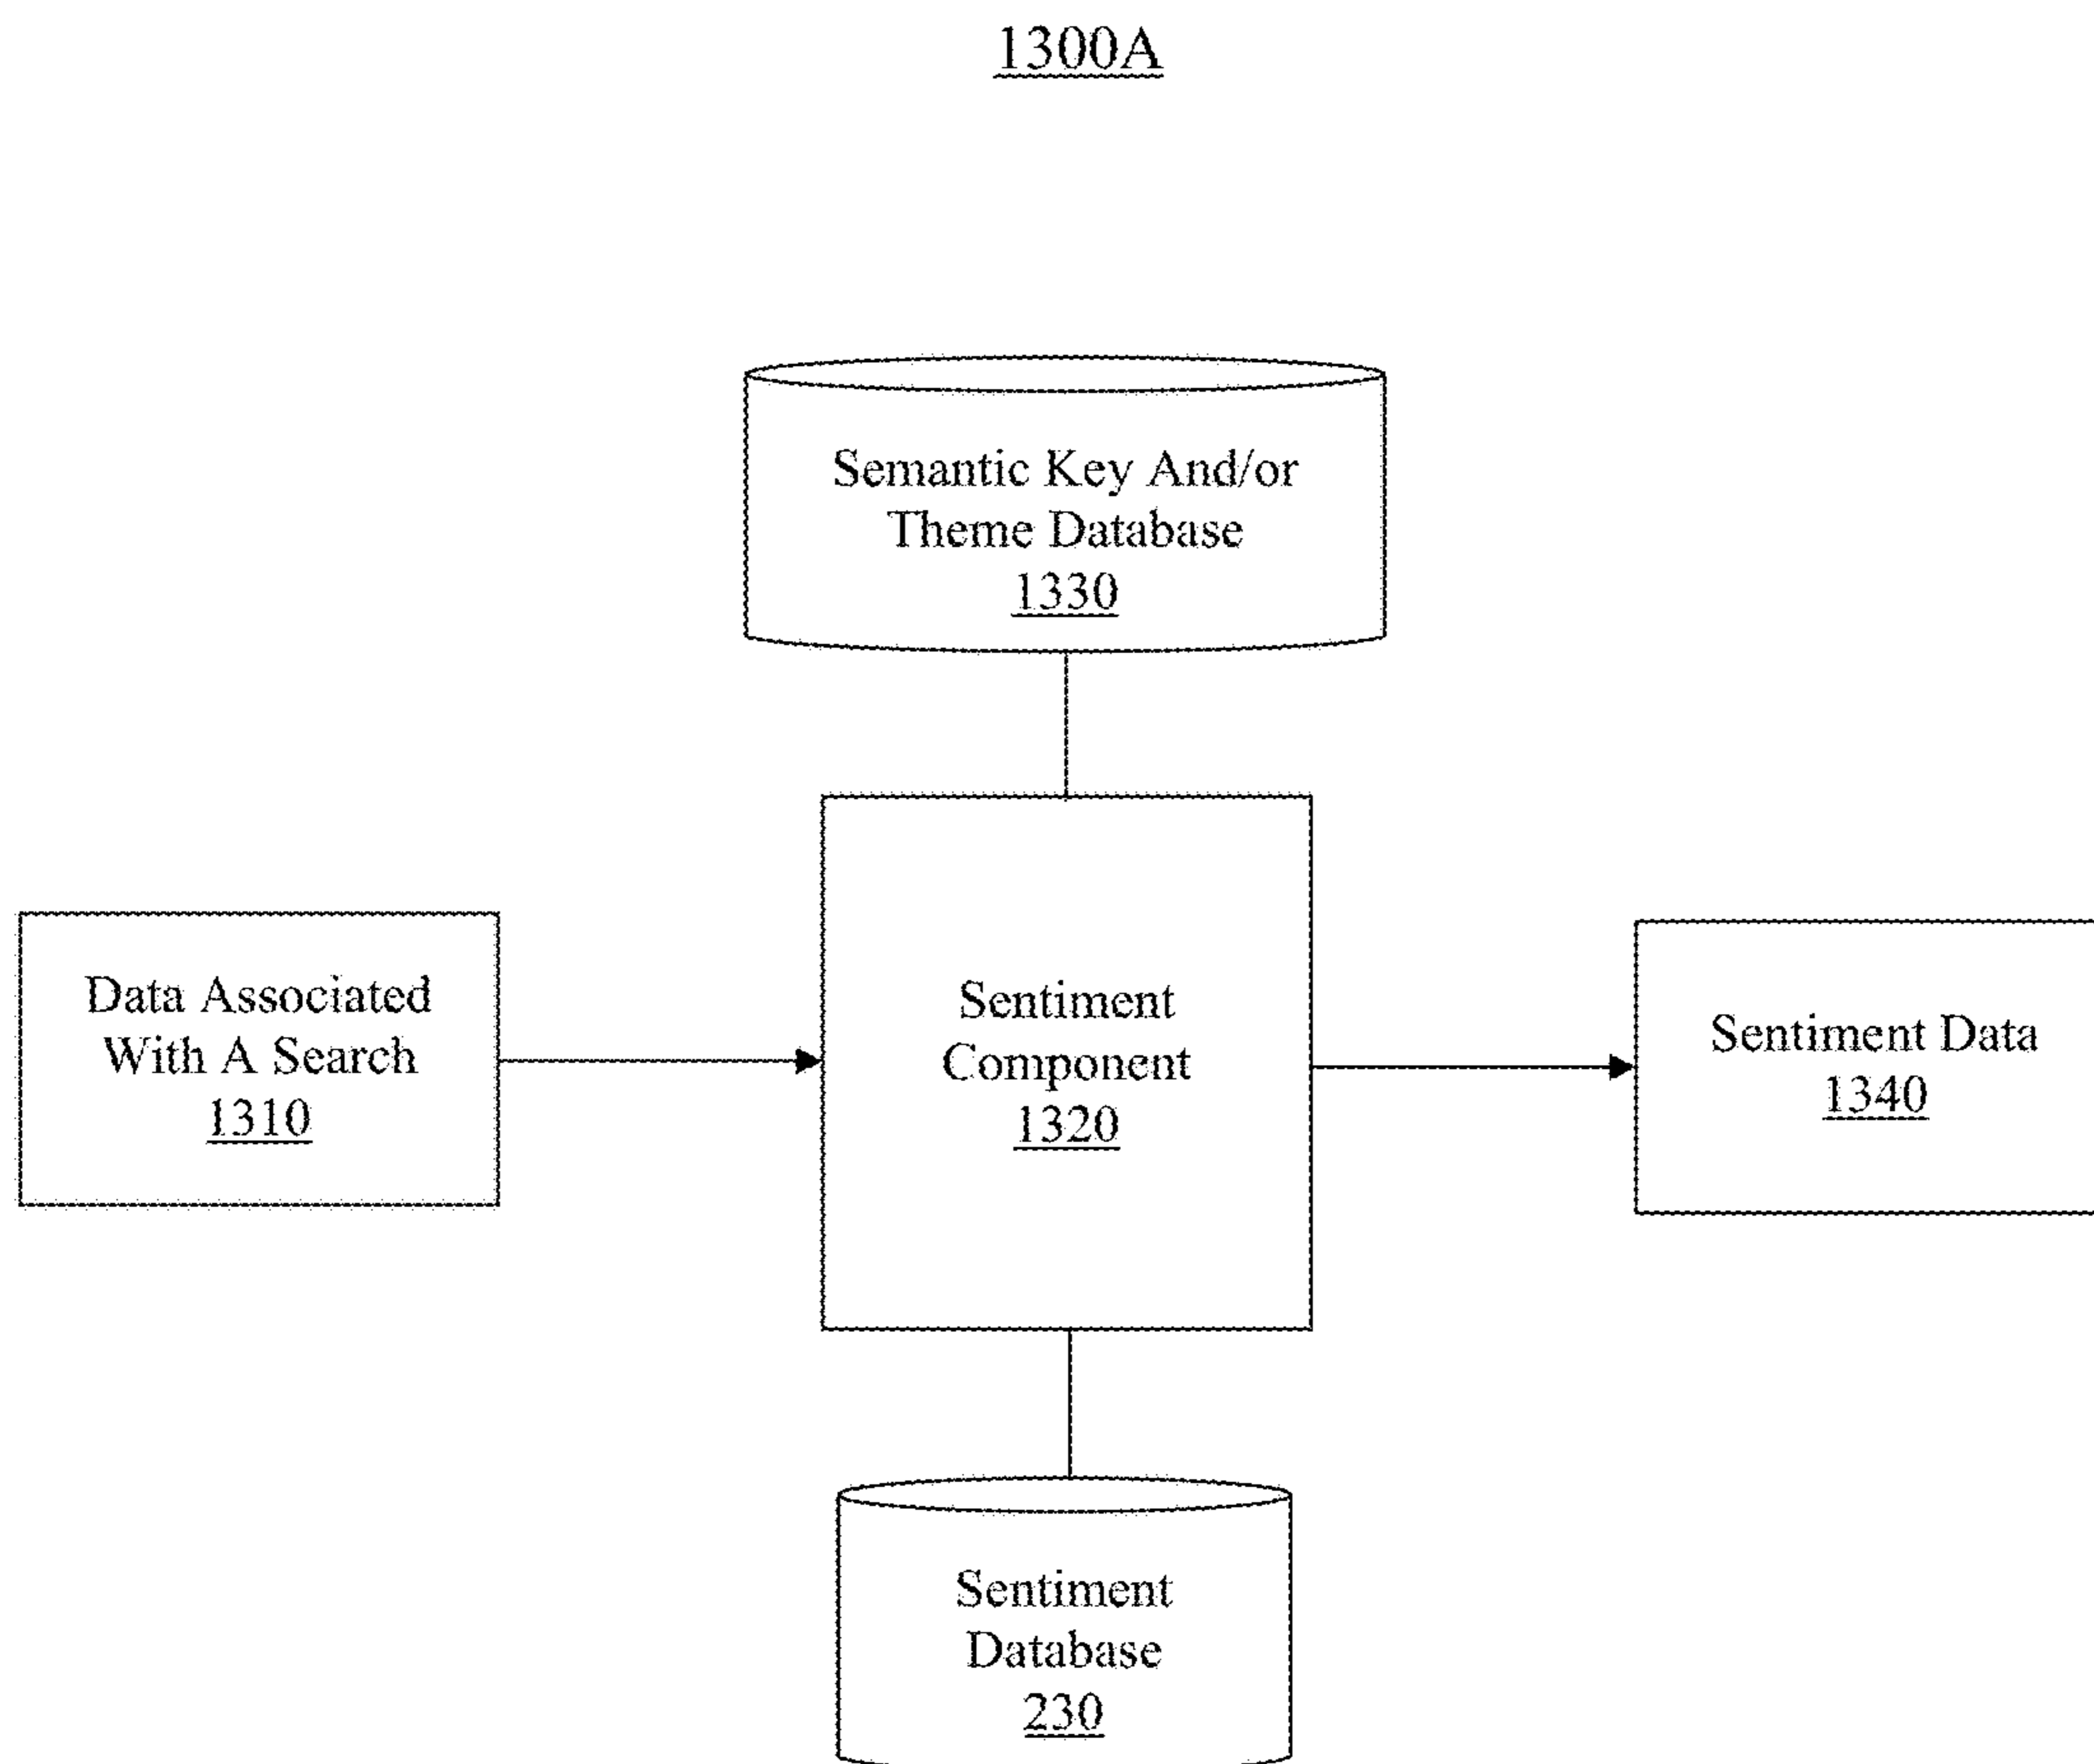 1300A
Semantic Key And/or
Theme Database
1330
Data Associated
With A Search
1310
Sentiment
Component
1320
Sentiment Data
1340
Sentiment
Database
230